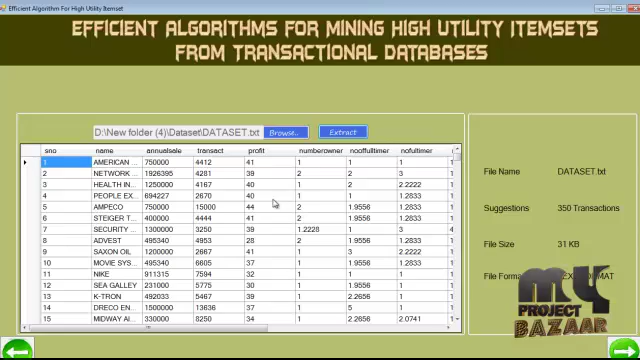 Efficient Algorithm For High Utility Itemset
EFFICIENT ALGORITHMS FOR MINING HIGH UTILITY ITEMSETS
FROM TRANSACTIONAL DATABASES
D:\New folder (4)\Dataset\DATASET.txt Browse.. Extract
sno name annualsale transact profit numberowner nooffulltimer nofultimer
1 AMERICAN ... 750000 4412 41 1 1 1
2 NETWORK ... 1926395 4281 39 2 2 3
3 HEALTH IN... 1250000 4167 40 1 3 2.2222
4 PEOPLE EX... 694227 2670 40 1 1 1.2833
5 AMPECO 750000 15000 44 2 1.9556 1.2833
6 STEIGER T... 400000 4444 41 2 1.9556 1.2833
7 SECURITY ... 1300000 3250 39 1.2228 1 3
8 ADVEST 495340 4953 28 2 1.9556 1.2833
9 SAXON OIL 1200000 2667 41 1 3 1.2833
10 MOVIE SYS... 495340 6605 37 1 1.9556 1.2833
11 NIKE 911315 7594 32 1 1 1
12 SEA GALLEY 231000 5775 30 1 1.9556 1.2833
13 K-TRON 492033 5467 39 1 2.2656 1.2833
14 DRECO EN... 1500000 13636 37 1 5 1.2833
15 MIDWAY AI... 330000 8250 34 1 2.2656 2.0741
File Name DATASET.txt
Suggestions 350 Transactions
File Size 31 KB
MY
PROJECT
BAZAAR